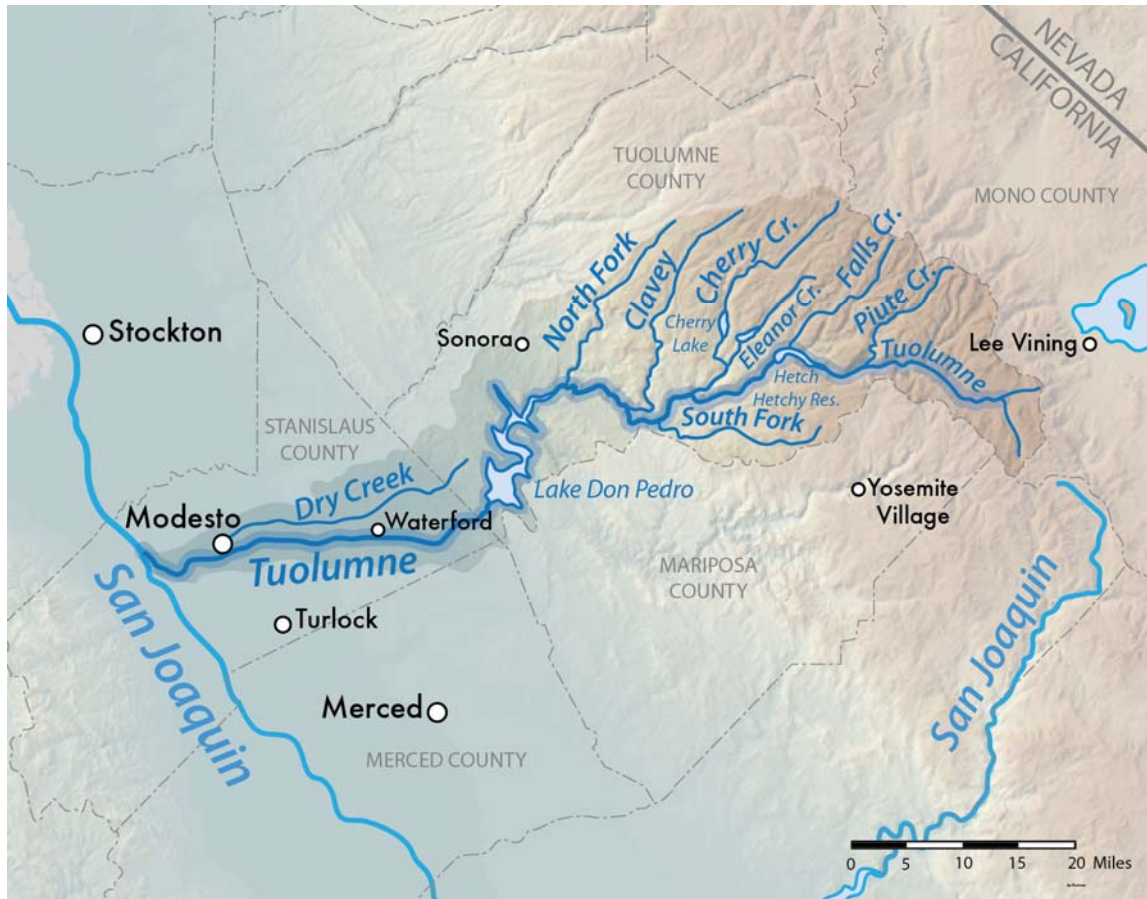 NEVADA
CALIFORNIA
TUOLUMNE
COUNTY
MONO COUNTY
North Fork
Clavey
Cherry Cr.
Falls Cr.
Piute Cr.
Eleanor Cr.
Cherry
Lake
Stockton
Sonora
Lee Vining
Tuolumne
Hetch
Hetchy Res.
South Fork
STANISLAUS
COUNTY
Dry Creek
Lake Don Pedro
Yosemite
Village
Modesto
Waterford
Tuolumne
MARIPOSA
COUNTY
San Joaquin
Turlock
San Joaquin
Merced
MERCED COUNTY
0 5 10 15 20 Miles